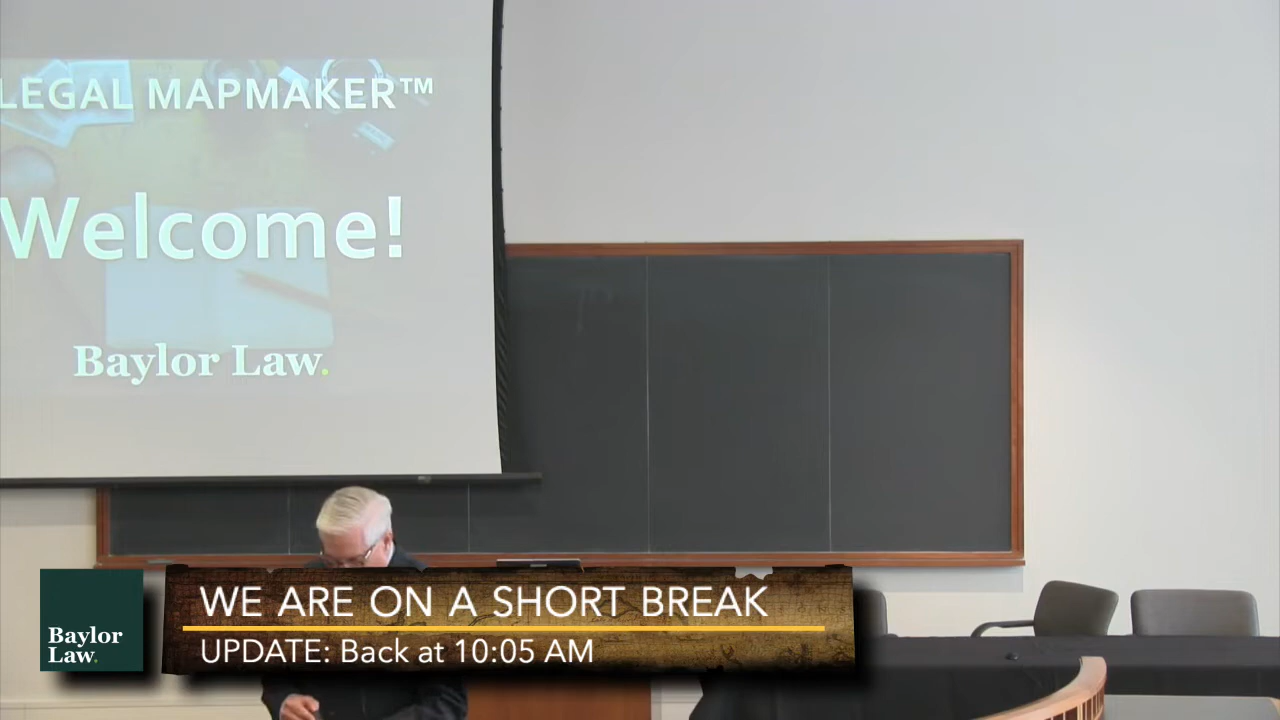 LEGAL MAPMAKER™
Welcome!
Baylor Law.
Baylor
Law.
WE ARE ON A SHORT BREAK
UPDATE: Back at 10:05 AM